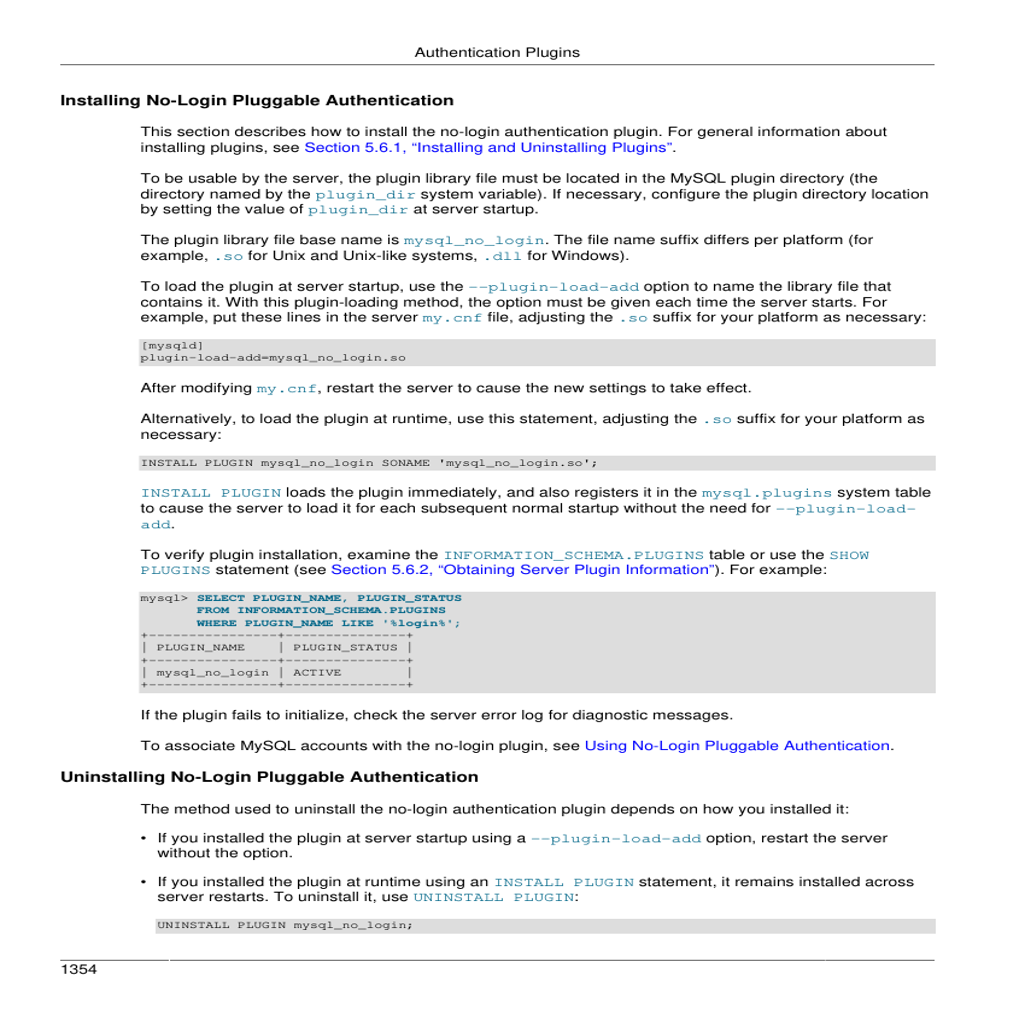 Authentication Plugins
Installing No-Login Pluggable Authentication
This section describes how to install the no-login authentication plugin. For general information about
installing plugins, see Section 5.6.1, “Installing and Uninstalling Plugins”.
To be usable by the server, the plugin library file must be located in the MySQL plugin directory (the
directory named by the plugin_dir system variable). If necessary, configure the plugin directory location
by setting the value of plugin_dir at server startup.
The plugin library file base name is mysql_no_login. The file name suffix differs per platform (for
example, .so for Unix and Unix-like systems, .dll for Windows).
To load the plugin at server startup, use the --plugin-load-add option to name the library file that
contains it. With this plugin-loading method, the option must be given each time the server starts. For
example, put these lines in the server my.cnf file, adjusting the .so suffix for your platform as necessary:
[mysqld]
plugin-load-add=mysql_no_login.so
After modifying my.cnf, restart the server to cause the new settings to take effect.
Alternatively, to load the plugin at runtime, use this statement, adjusting the .so suffix for your platform as
necessary:
INSTALL PLUGIN mysql_no_login SONAME 'mysql_no_login.so';
INSTALL PLUGIN loads the plugin immediately, and also registers it in the mysql.plugins system table
to cause the server to load it for each subsequent normal startup without the need for --plugin-load-
add.
To verify plugin installation, examine the INFORMATION_SCHEMA.PLUGINS table or use the SHOW
PLUGINS statement (see Section 5.6.2, “Obtaining Server Plugin Information”). For example:
mysql> SELECT PLUGIN_NAME, PLUGIN_STATUS
       FROM INFORMATION_SCHEMA.PLUGINS
       WHERE PLUGIN_NAME LIKE '%login%';
+----------------+---------------+
| PLUGIN_NAME    | PLUGIN_STATUS |
+----------------+---------------+
| mysql_no_login | ACTIVE        |
+----------------+---------------+
If the plugin fails to initialize, check the server error log for diagnostic messages.
To associate MySQL accounts with the no-login plugin, see Using No-Login Pluggable Authentication.
Uninstalling No-Login Pluggable Authentication
The method used to uninstall the no-login authentication plugin depends on how you installed it:
• If you installed the plugin at server startup using a --plugin-load-add option, restart the server
without the option.
• If you installed the plugin at runtime using an INSTALL PLUGIN statement, it remains installed across
server restarts. To uninstall it, use UNINSTALL PLUGIN:
UNINSTALL PLUGIN mysql_no_login;
1354